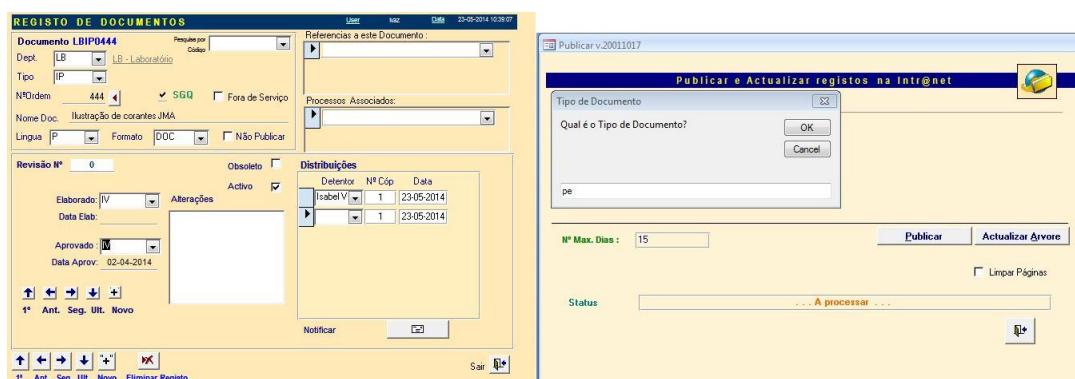 REGISTO DE DOCUMENTOS
User
Data
23-05-2014 10:39:07
Documento LBIP0444
Pesquisa por
Código
Dept. LB LB - Laboratório
Tipo IP
NºOrdem 444 SGQ Fora de Serviço
Nome Doc. Ilustração de corantes JMA
Lingua P Formato DOC Não Publicar
Referencias a este Documento :
Processos Associados:
Revisão Nº 0 Obsoleto
Activo
Elaborado: IV Alterações
Data Elab:
Aprovado : IV
Data Aprov: 02-04-2014
1º Ant. Seg. Ult. Novo
Distribuições
Detentor Nº Cóp Data
Isabel V 1 23-05-2014
1 23-05-2014
Notificar
Sair
1º Ant. Seg. Ult. Novo Eliminar Registo
Publicar v.20011017
Publicar e Actualizar registos na Intr@net
Tipo de Documento
Qual é o Tipo de Documento?
OK
Cancel
pe
Nº Max. Dias : 15 Publicar Actualizar Arvore
Limpar Páginas
Status . . . A processar . . .